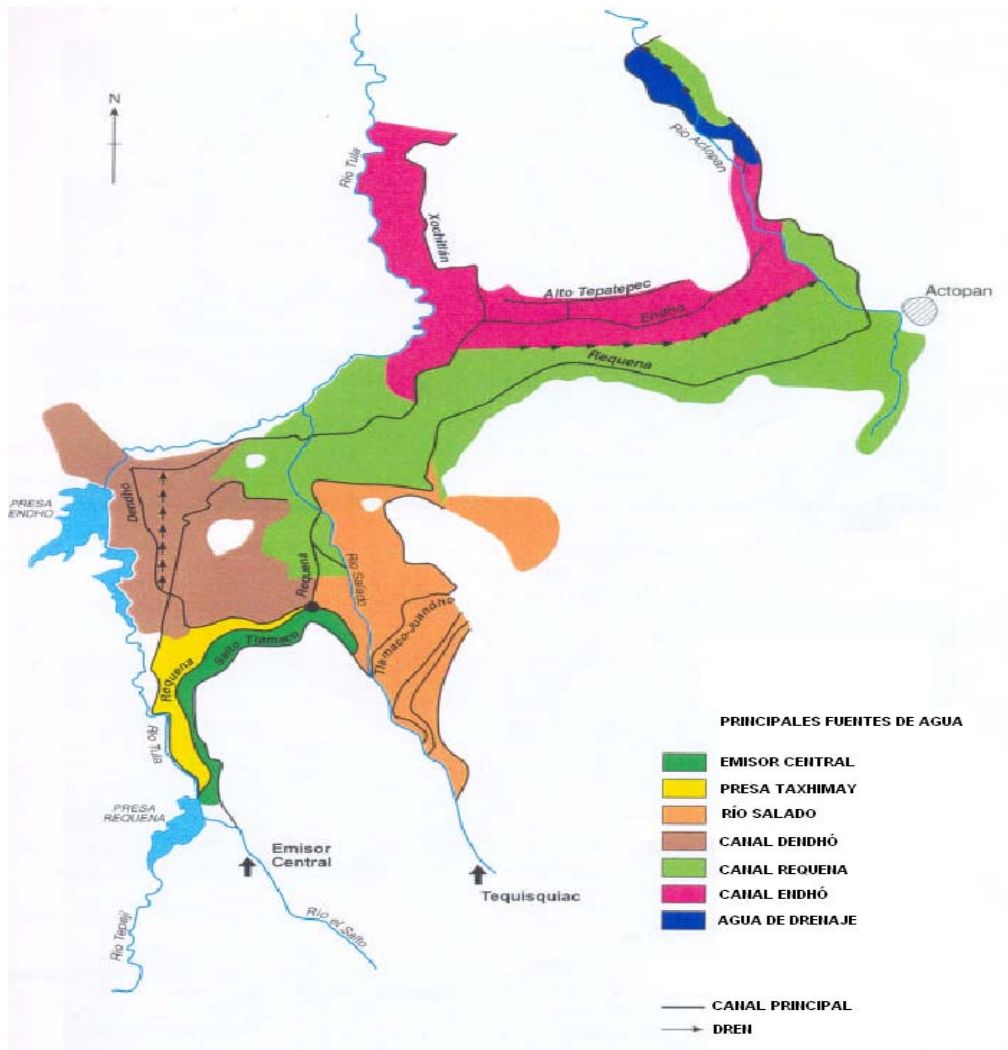 N
Río Tula
Río Actopan
Xochitlán
Alto Tepatepec
Endho
Actopan
Requena
PRESA
ENDHO
Dendhó
Requena
Río Salado
Tlamaco-Juandho
Salto Tlamaco
Requena
Río Tula
PRESA
REQUENA
Emisor
Central
Tequisquiac
Río el Salto
Río Tepeji
PRINCIPALES FUENTES DE AGUA
EMISOR CENTRAL
PRESA TAXHIMAY
RÍO SALADO
CANAL DENDHÓ
CANAL REQUENA
CANAL ENDHÓ
AGUA DE DRENAJE
CANAL PRINCIPAL
DREN